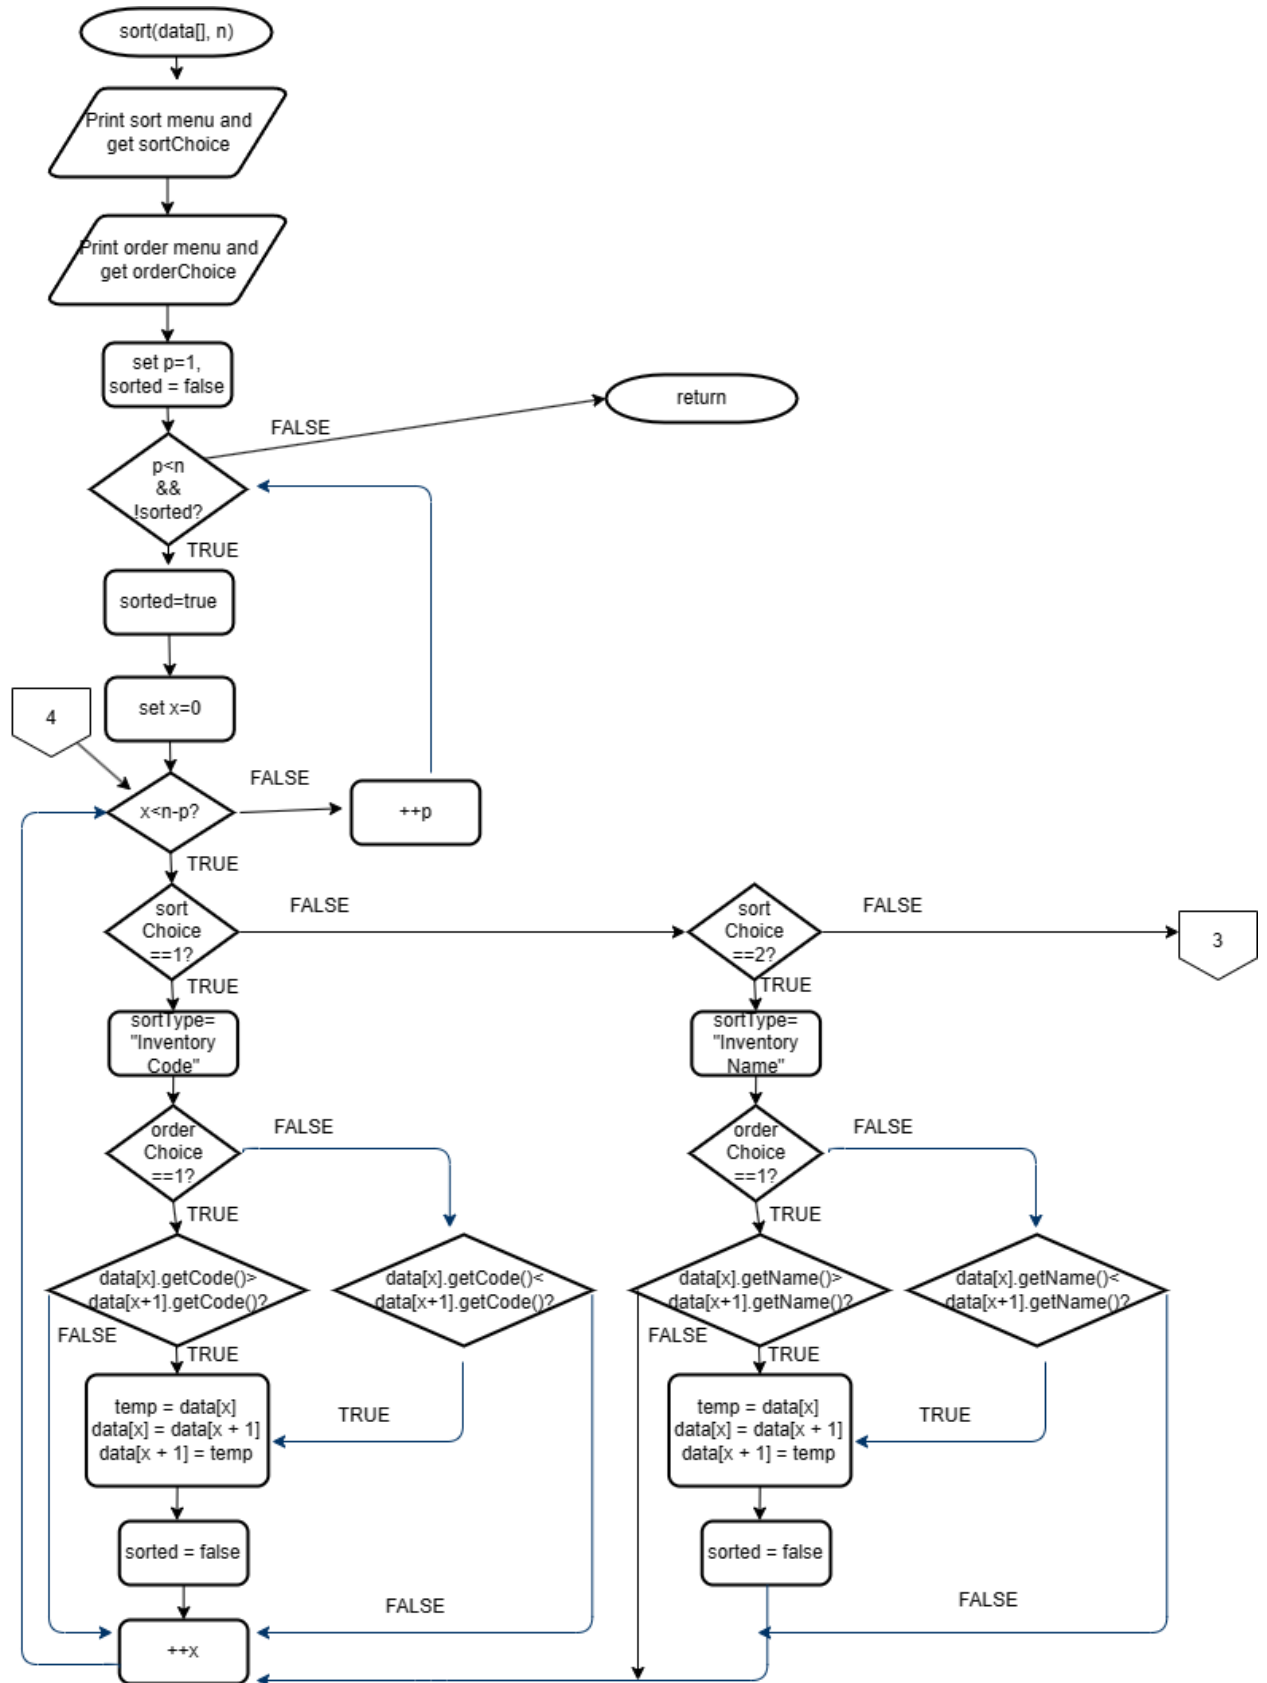 sort(data[], n)
Print sort menu and
get sortChoice
Print order menu and
get orderChoice
set p=1,
sorted = false
return
FALSE
p<n
&&
!sorted?
TRUE
sorted=true
set x=0
4
FALSE
x<n-p?
++p
TRUE
sort
Choice
==1?
FALSE
sort
Choice
==2?
FALSE
3
TRUE
TRUE
sortType=
"Inventory
Code"
sortType=
"Inventory
Name"
order
Choice
==1?
FALSE
order
Choice
==1?
FALSE
TRUE
TRUE
data[x].getCode()>
data[x+1].getCode()?
data[x].getCode()<
data[x+1].getCode()?
data[x].getName()>
data[x+1].getName()?
data[x].getName()<
data[x+1].getName()?
FALSE
TRUE
FALSE
TRUE
temp = data[x]
data[x] = data[x + 1]
data[x + 1] = temp
TRUE
temp = data[x]
data[x] = data[x + 1]
data[x + 1] = temp
TRUE
sorted = false
sorted = false
FALSE
FALSE
++x